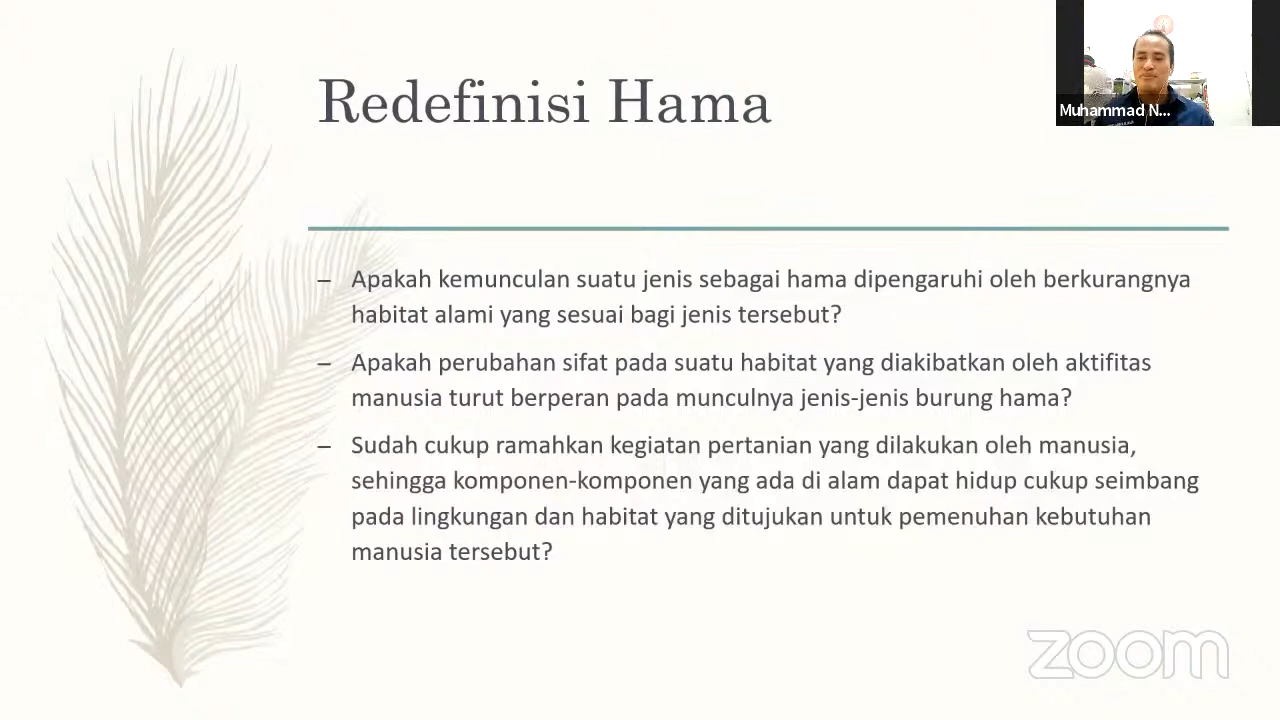 Redefinisi Hama
Muhammad N...
– Apakah kemunculan suatu jenis sebagai hama dipengaruhi oleh berkurangnya
habitat alami yang sesuai bagi jenis tersebut?
– Apakah perubahan sifat pada suatu habitat yang diakibatkan oleh aktifitas
manusia turut berperan pada munculnya jenis-jenis burung hama?
– Sudah cukup ramahkan kegiatan pertanian yang dilakukan oleh manusia,
sehingga komponen-komponen yang ada di alam dapat hidup cukup seimbang
pada lingkungan dan habitat yang ditujukan untuk pemenuhan kebutuhan
manusia tersebut?
zoom